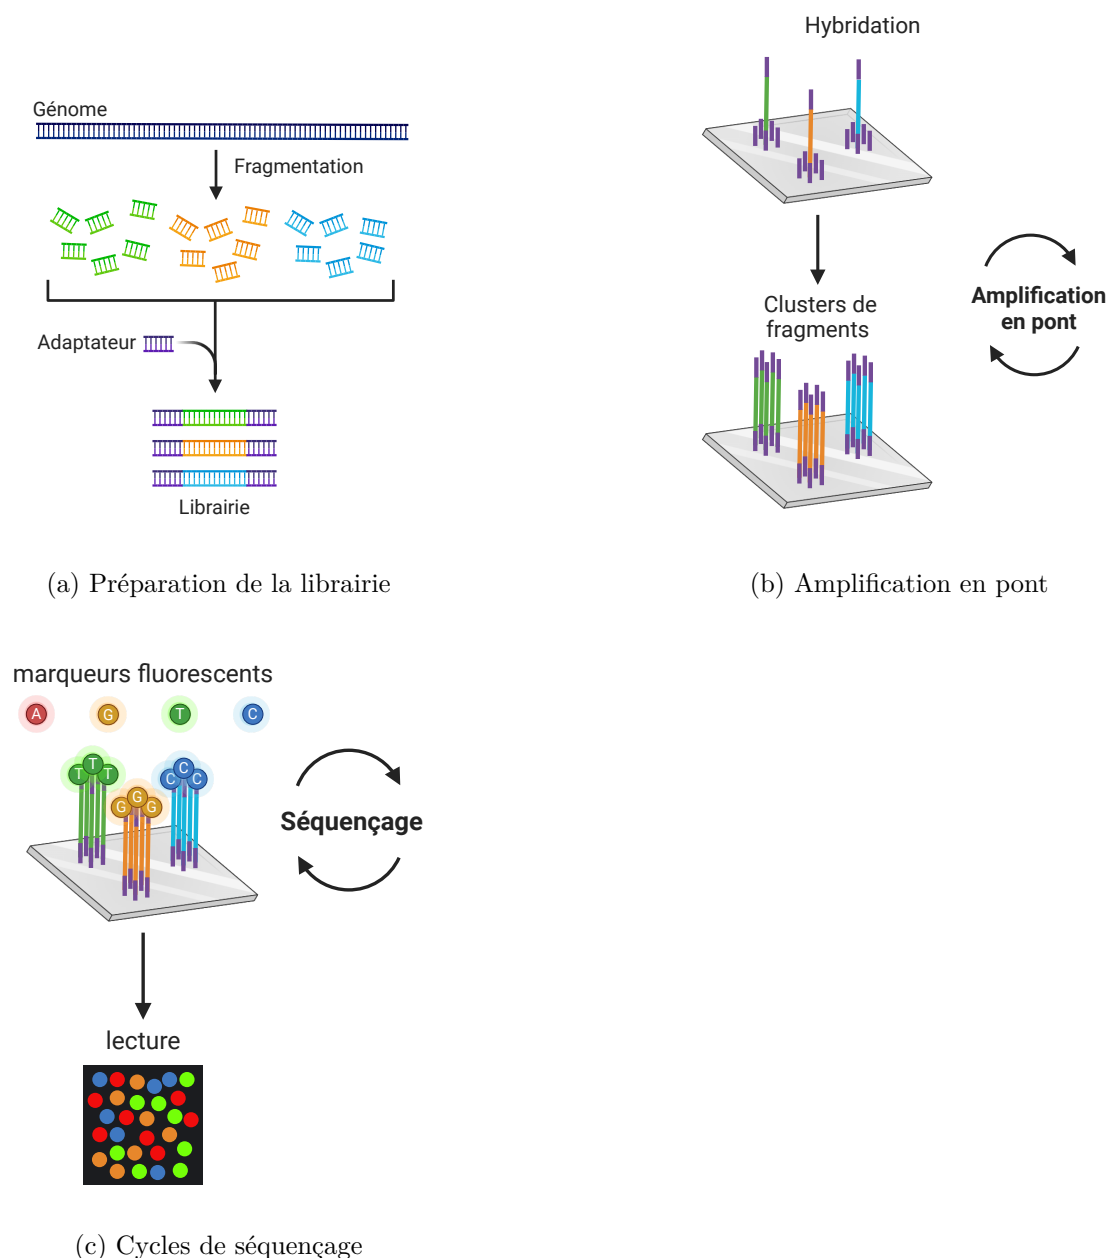 Génome
Fragmentation
Adaptateur
Librairie
(a) Préparation de la librairie
Hybridation
Clusters de
fragments
Amplification
en pont
(b) Amplification en pont
marqueurs fluorescents
A G T C
T T T
G G G
C C C
Séquençage
lecture
(c) Cycles de séquençage